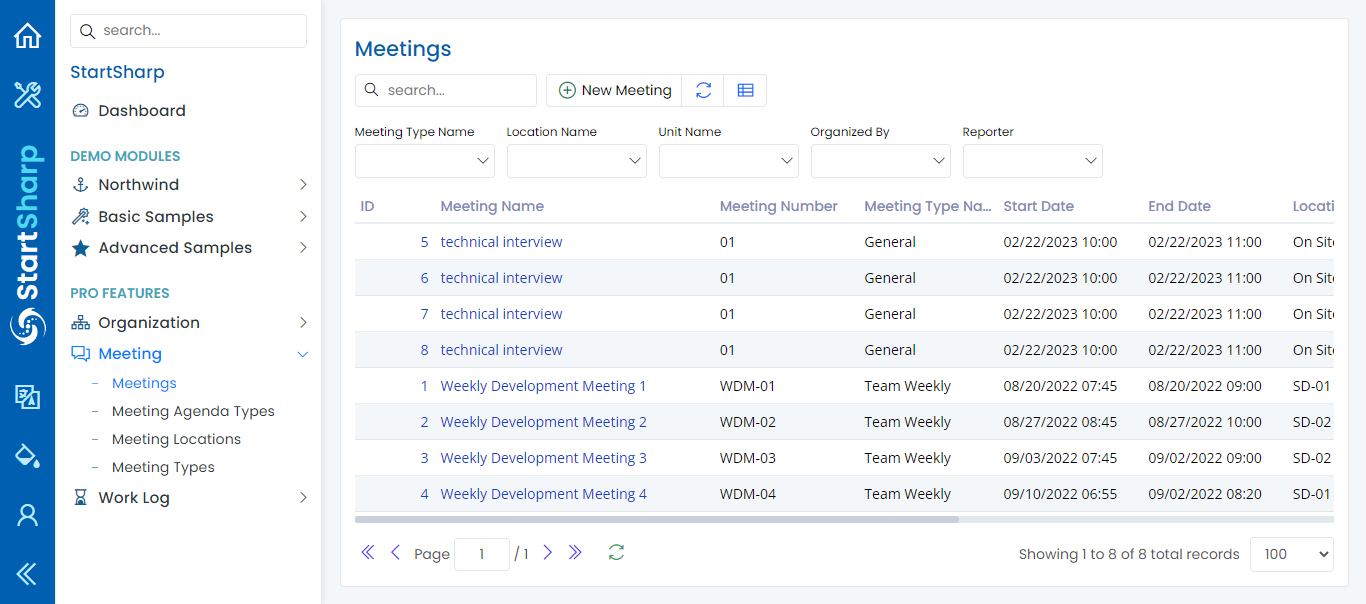 StartSharp
search...
StartSharp
Dashboard
DEMO MODULES
Northwind
Basic Samples
Advanced Samples
PRO FEATURES
Organization
Meeting
– Meetings
– Meeting Agenda Types
– Meeting Locations
– Meeting Types
Work Log
Meetings
search... New Meeting
Meeting Type Name Location Name Unit Name Organized By Reporter
ID Meeting Name Meeting Number Meeting Type Na... Start Date End Date Locati
5 technical interview 01 General 02/22/2023 10:00 02/22/2023 11:00 On Site
6 technical interview 01 General 02/22/2023 10:00 02/22/2023 11:00 On Site
7 technical interview 01 General 02/22/2023 10:00 02/22/2023 11:00 On Site
8 technical interview 01 General 02/22/2023 10:00 02/22/2023 11:00 On Site
1 Weekly Development Meeting 1 WDM-01 Team Weekly 08/20/2022 07:45 08/20/2022 09:00 SD-01
2 Weekly Development Meeting 2 WDM-02 Team Weekly 08/27/2022 08:45 08/27/2022 10:00 SD-02
3 Weekly Development Meeting 3 WDM-03 Team Weekly 09/03/2022 07:45 09/02/2022 09:00 SD-02
4 Weekly Development Meeting 4 WDM-04 Team Weekly 09/10/2022 06:55 09/02/2022 08:20 SD-01
Page 1 / 1 Showing 1 to 8 of 8 total records 100